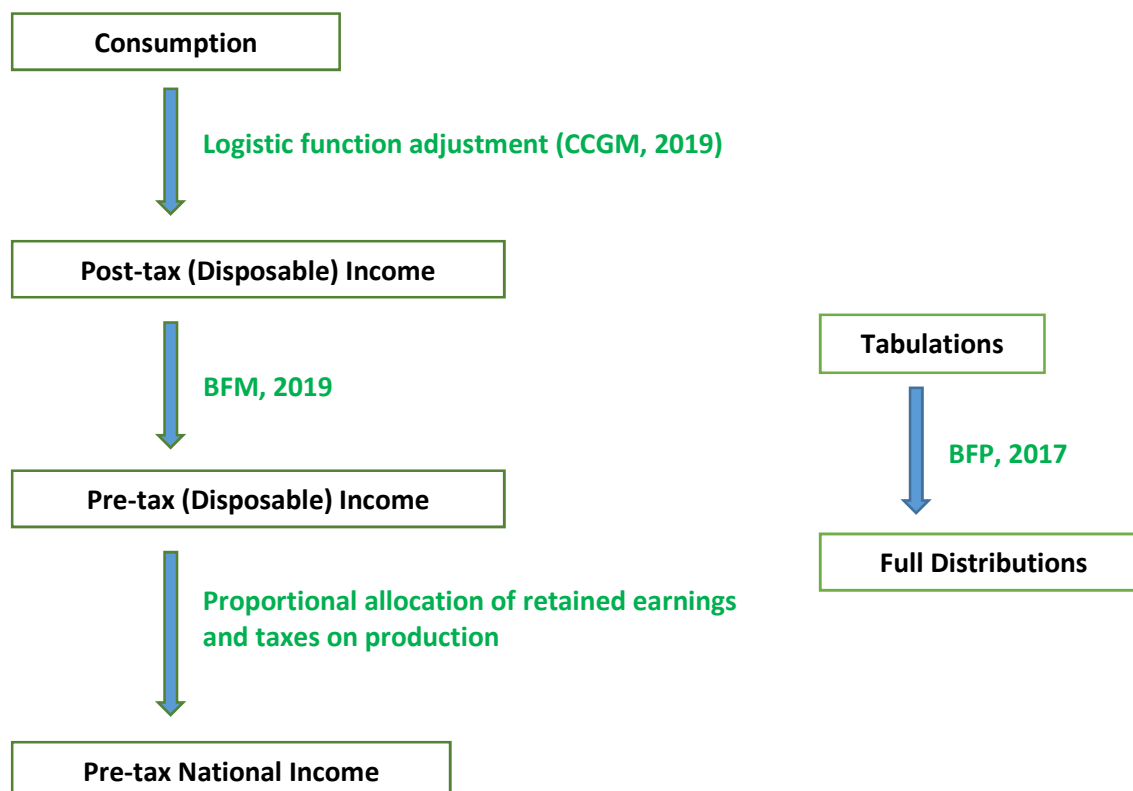 Consumption
Logistic function adjustment (CCGM, 2019)
Post-tax (Disposable) Income
BFM, 2019
Pre-tax (Disposable) Income
Proportional allocation of retained earnings
and taxes on production
Pre-tax National Income
Tabulations
BFP, 2017
Full Distributions